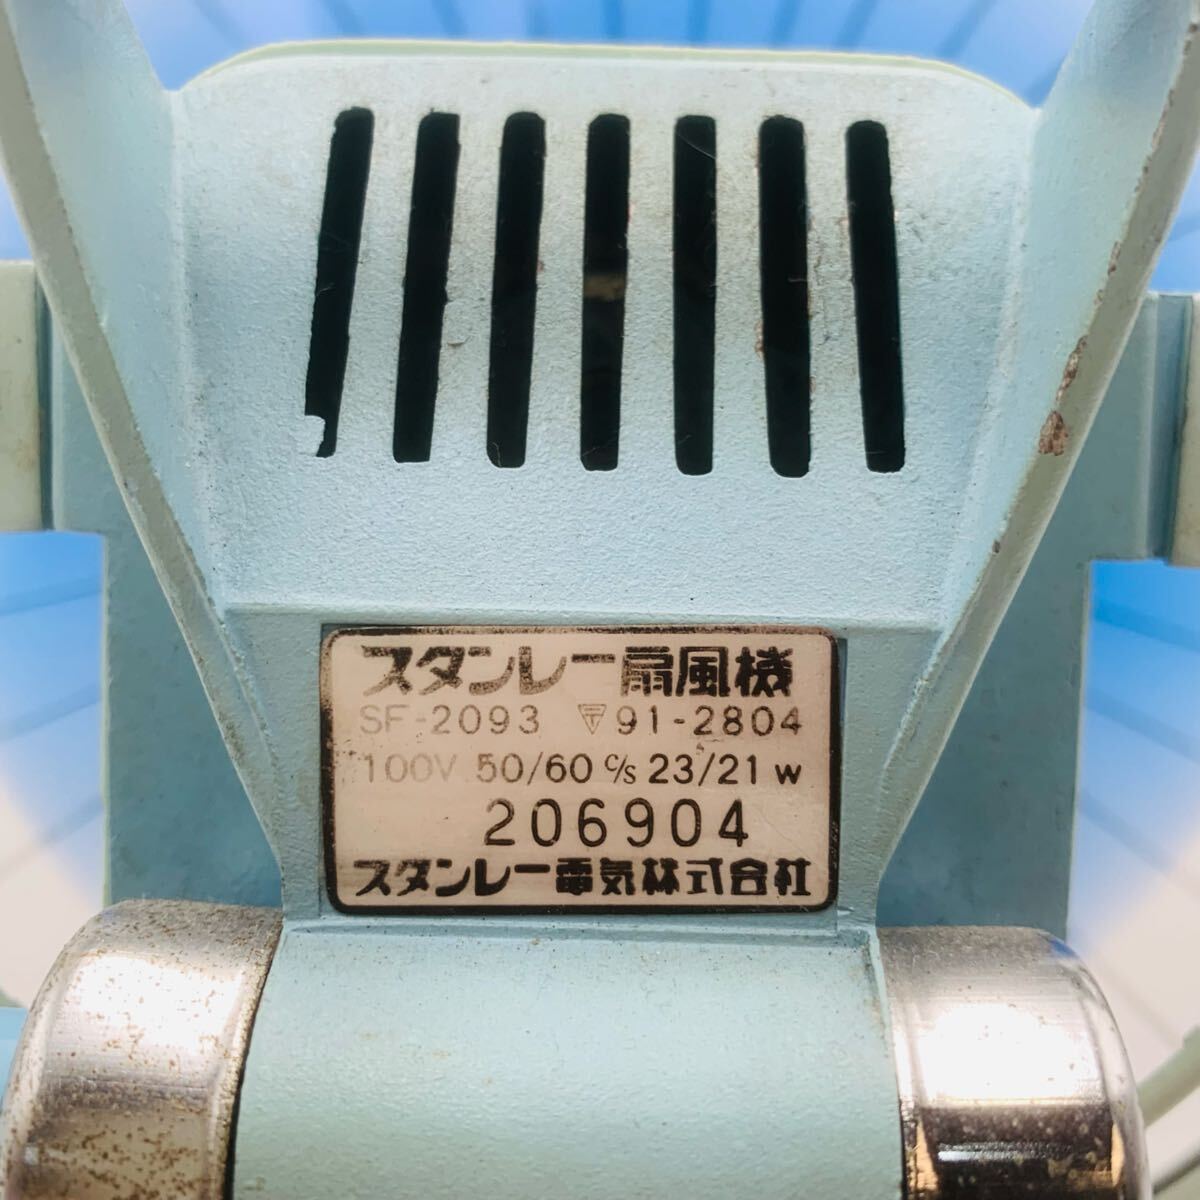 スタンレー扇風機
SF-2093 〒91-2804
100V 50/60 c/s 23/21 W
206904
スタンレー電気株式会社